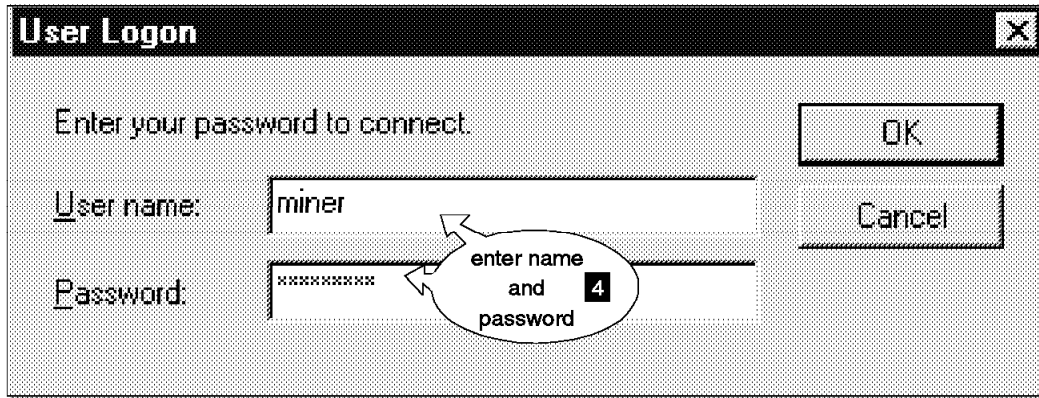 User Logon
Enter your password to connect.
OK
User name:
miner
Cancel
enter name
and 4
password
Password:
*********